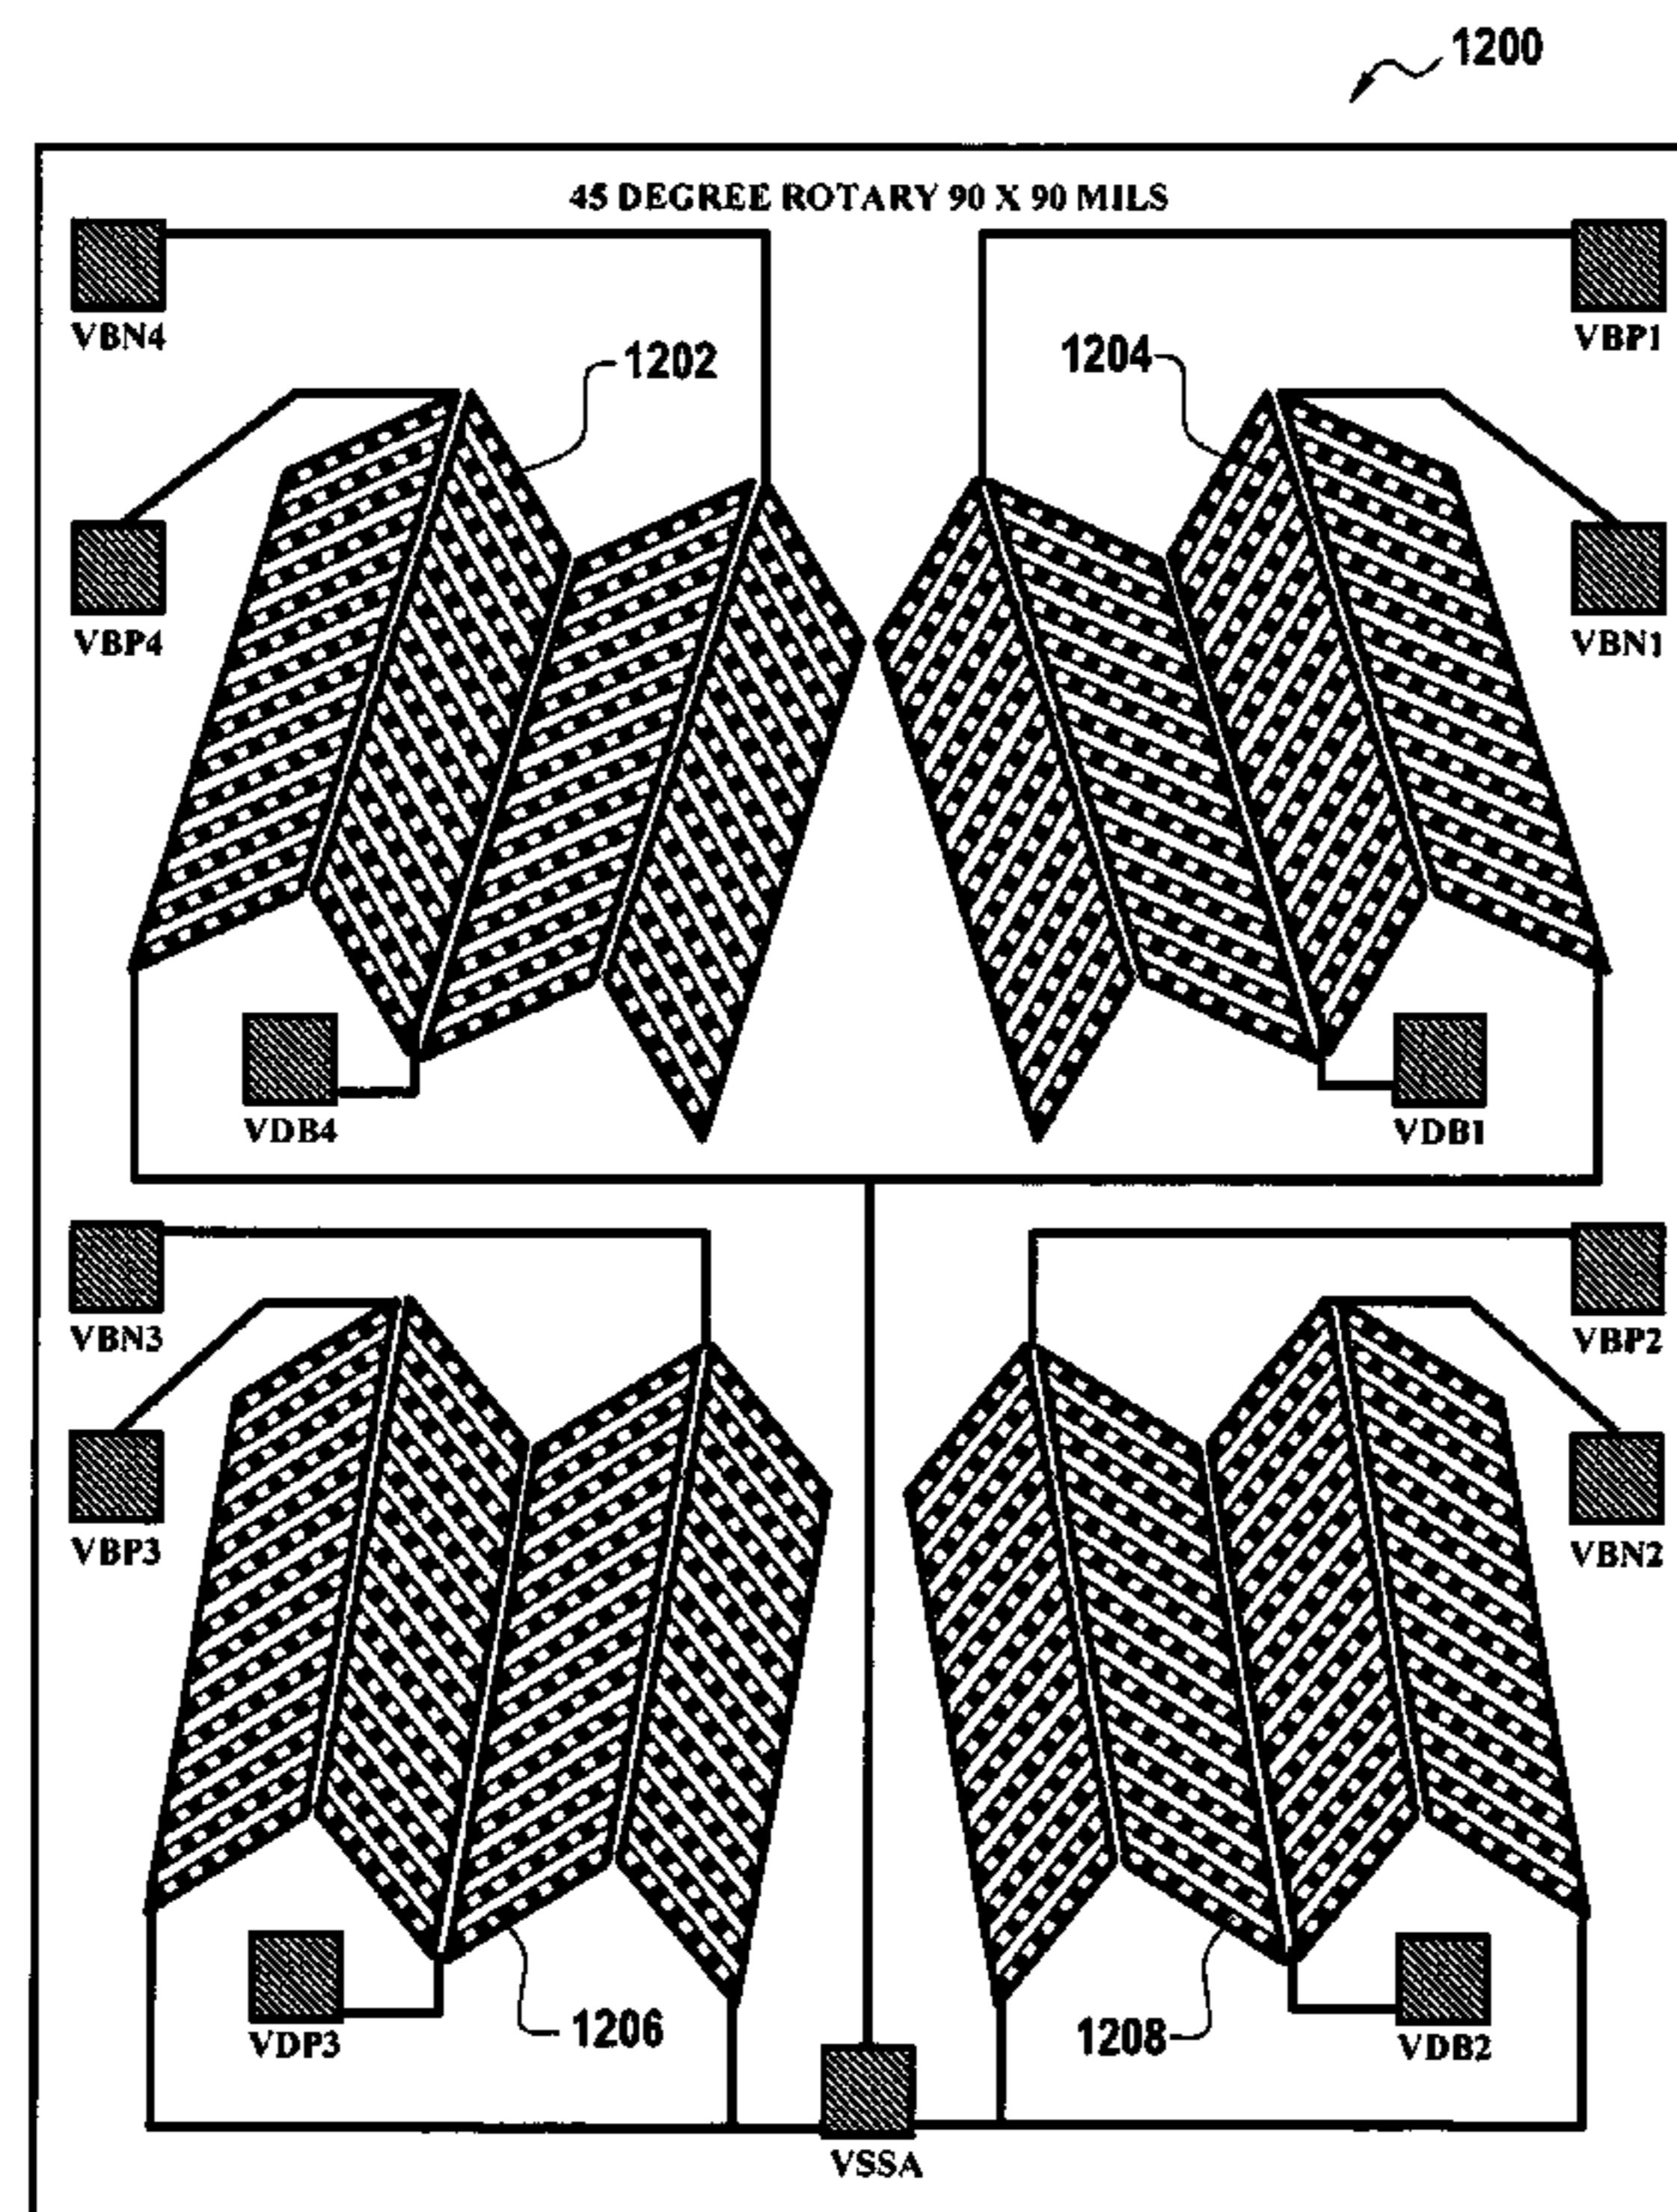 1200
45 DEGREE ROTARY 90 X 90 MILS
VBN4
VBP1
1202
1204
VBP4
VBN1
VDB4
VDB1
VBN3
VBP2
VBP3
VBN2
1206
1208
VDP3
VDB2
VSSA